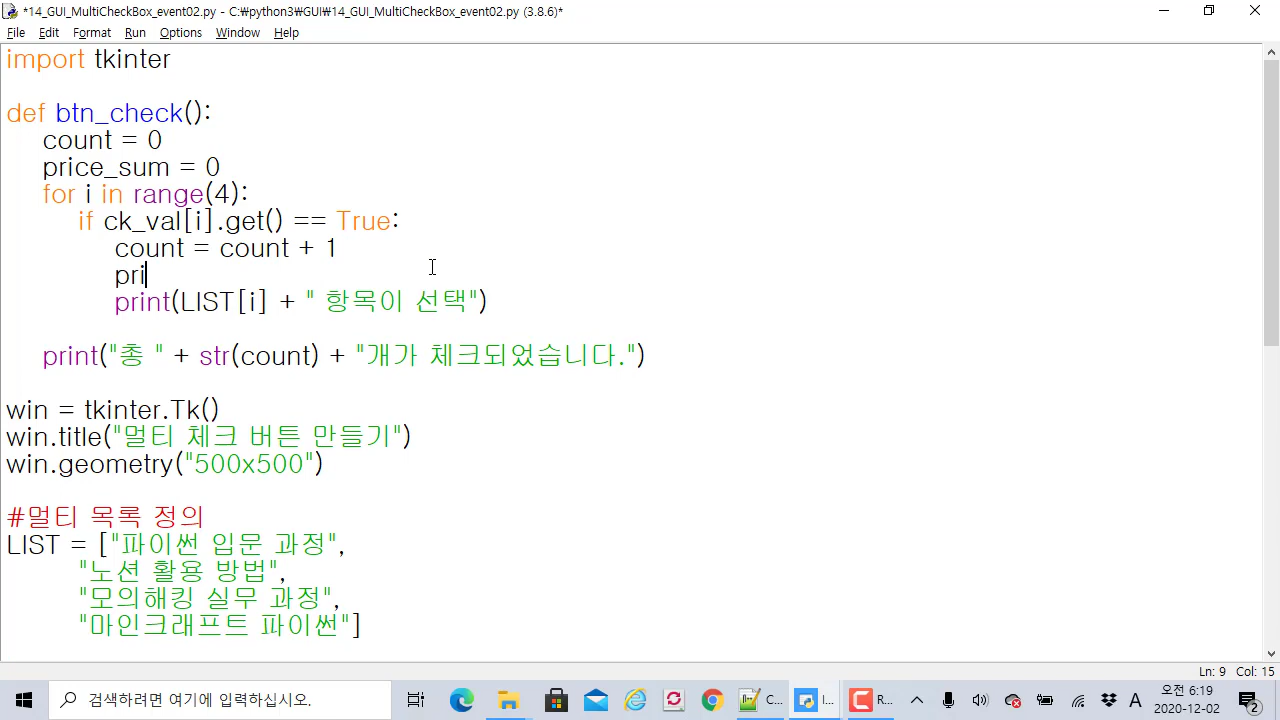 *14_GUI_MultiCheckBox_event02.py - C:\python3\GUI\14_GUI_MultiCheckBox_event02.py (3.8.6)*
File Edit Format Run Options Window Help
import tkinter
def btn_check():
count = 0
price_sum = 0
for i in range(4):
if ck_val[i].get() == True:
count = count + 1
pri
print(LIST[i] + " 항목이 선택")
print("총 " + str(count) + "개가 체크되었습니다.")
win = tkinter.Tk()
win.title("멀티 체크 버튼 만들기")
win.geometry("500x500")
#멀티 목록 정의
LIST = ["파이썬 입문 과정",
"노션 활용 방법",
"모의해킹 실무 과정",
"마인크래프트 파이썬"]
Ln: 9 Col: 15
검색하려면 여기에 입력하십시오.
C...
I...
R...
A
오전 6:19
2020-12-02
2